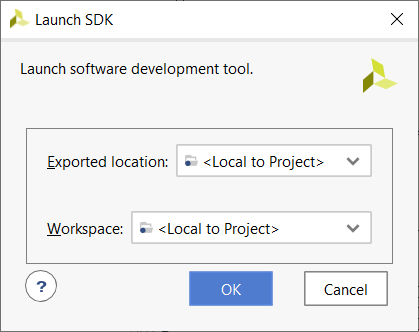 Launch SDK
Launch software development tool.
Exported location: <Local to Project>
Workspace: <Local to Project>
?
OK
Cancel